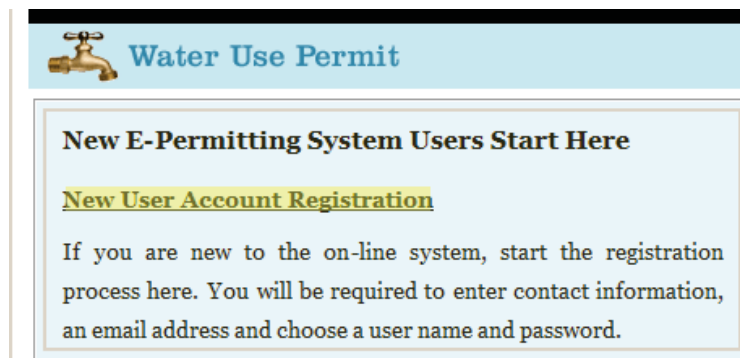 Water Use Permit
New E-Permitting System Users Start Here
New User Account Registration
If you are new to the on-line system, start the registration
process here. You will be required to enter contact information,
an email address and choose a user name and password.